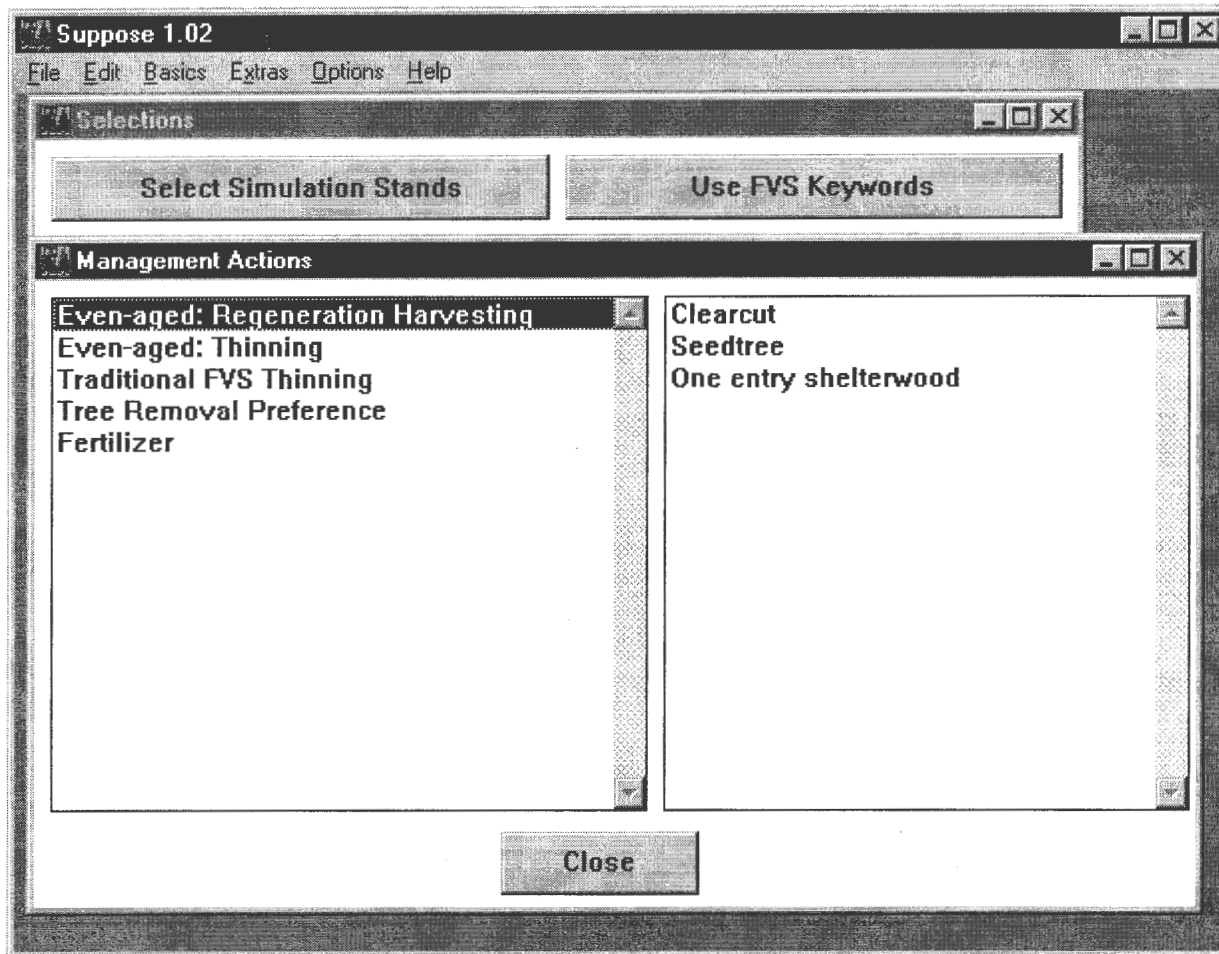 Suppose 1.02
File Edit Basics Extras Options Help
Selections
Select Simulation Stands Use FVS Keywords
Management Actions
Even-aged: Regeneration Harvesting
Even-aged: Thinning
Traditional FVS Thinning
Tree Removal Preference
Fertilizer
Clearcut
Seedtree
One entry shelterwood
Close